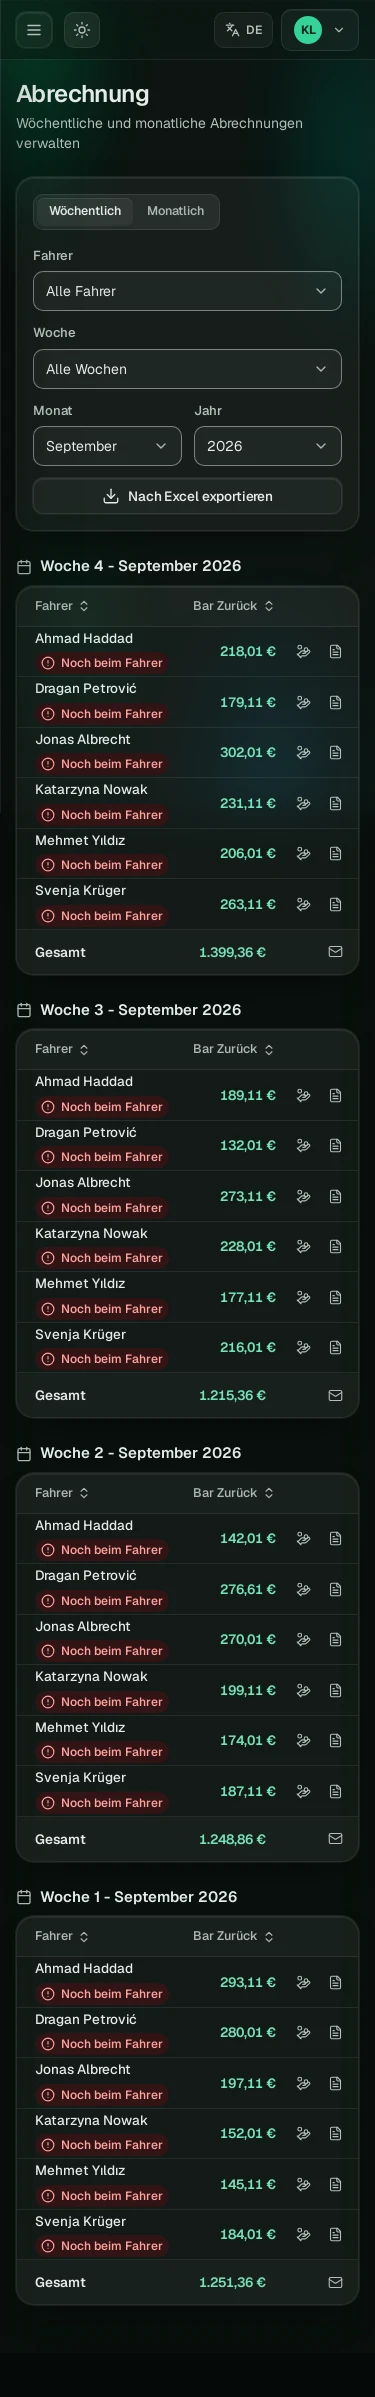 DE
KL
Abrechnung
Wöchentliche und monatliche Abrechnungen
verwalten
Wöchentlich Monatlich
Fahrer
Alle Fahrer
Woche
Alle Wochen
Monat Jahr
September 2026
Nach Excel exportieren
Woche 4 - September 2026
Fahrer Bar Zurück
Ahmad Haddad
Noch beim Fahrer 218,01 €
Dragan Petrović
Noch beim Fahrer 179,11 €
Jonas Albrecht
Noch beim Fahrer 302,01 €
Katarzyna Nowak
Noch beim Fahrer 231,11 €
Mehmet Yıldız
Noch beim Fahrer 206,01 €
Svenja Krüger
Noch beim Fahrer 263,11 €
Gesamt 1.399,36 €
Woche 3 - September 2026
Fahrer Bar Zurück
Ahmad Haddad
Noch beim Fahrer 189,11 €
Dragan Petrović
Noch beim Fahrer 132,01 €
Jonas Albrecht
Noch beim Fahrer 273,11 €
Katarzyna Nowak
Noch beim Fahrer 228,01 €
Mehmet Yıldız
Noch beim Fahrer 177,11 €
Svenja Krüger
Noch beim Fahrer 216,01 €
Gesamt 1.215,36 €
Woche 2 - September 2026
Fahrer Bar Zurück
Ahmad Haddad
Noch beim Fahrer 142,01 €
Dragan Petrović
Noch beim Fahrer 276,61 €
Jonas Albrecht
Noch beim Fahrer 270,01 €
Katarzyna Nowak
Noch beim Fahrer 199,11 €
Mehmet Yıldız
Noch beim Fahrer 174,01 €
Svenja Krüger
Noch beim Fahrer 187,11 €
Gesamt 1.248,86 €
Woche 1 - September 2026
Fahrer Bar Zurück
Ahmad Haddad
Noch beim Fahrer 293,11 €
Dragan Petrović
Noch beim Fahrer 280,01 €
Jonas Albrecht
Noch beim Fahrer 197,11 €
Katarzyna Nowak
Noch beim Fahrer 152,01 €
Mehmet Yıldız
Noch beim Fahrer 145,11 €
Svenja Krüger
Noch beim Fahrer 184,01 €
Gesamt 1.251,36 €